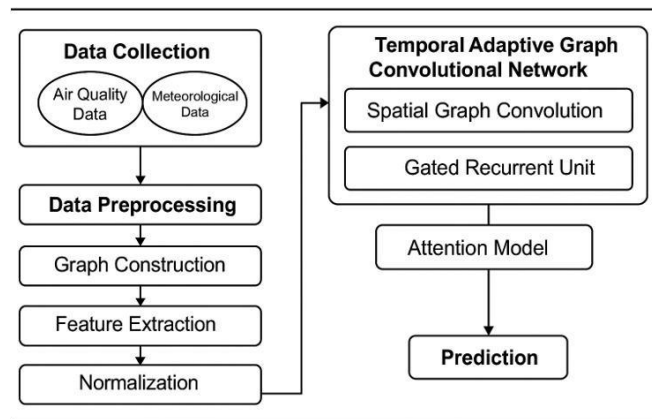 Data Collection
Air Quality
Data
Meteorological
Data
Data Preprocessing
Graph Construction
Feature Extraction
Normalization
Temporal Adaptive Graph
Convolutional Network
Spatial Graph Convolution
Gated Recurrent Unit
Attention Model
Prediction